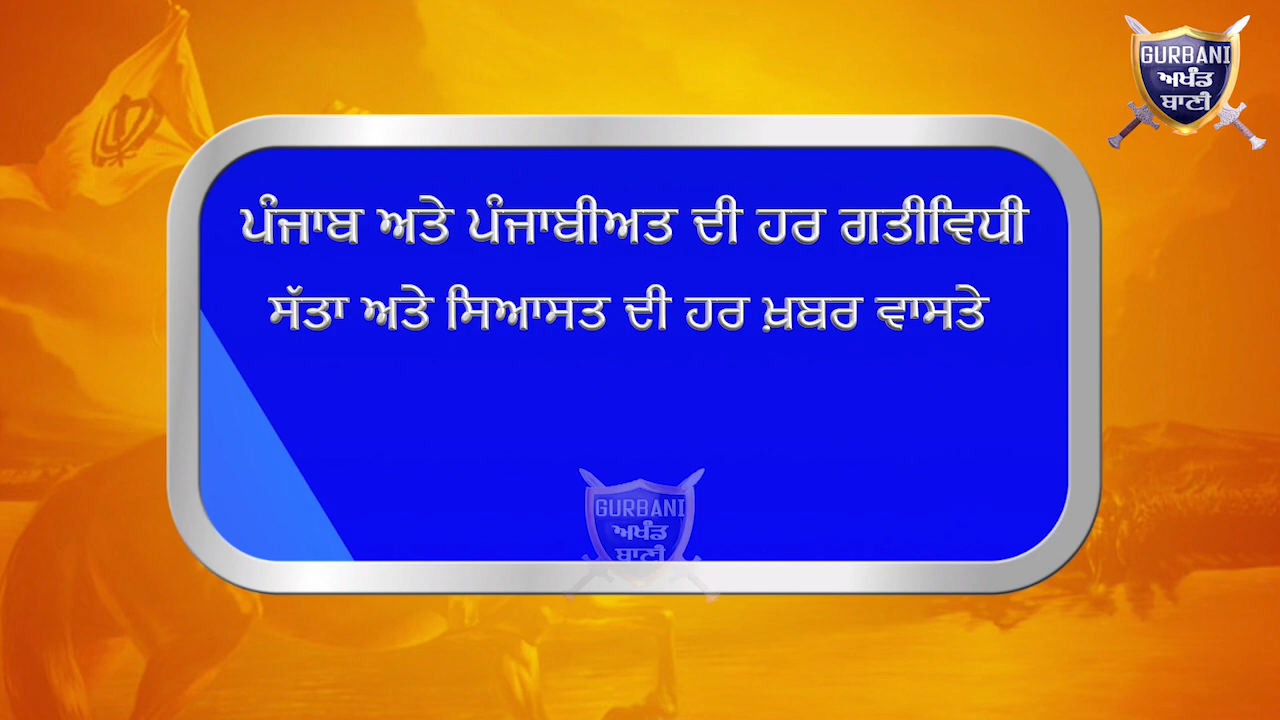 GURBANI
ਅਖੰਡ
ਬਾਣੀ
ਪੰਜਾਬ ਅਤੇ ਪੰਜਾਬੀਅਤ ਦੀ ਹਰ ਗਤੀਵਿਧੀ
ਸੱਤਾ ਅਤੇ ਸਿਆਸਤ ਦੀ ਹਰ ਖ਼ਬਰ ਵਾਸਤੇ
GURBANI
ਅਖੰਡ
ਬਾਣੀ